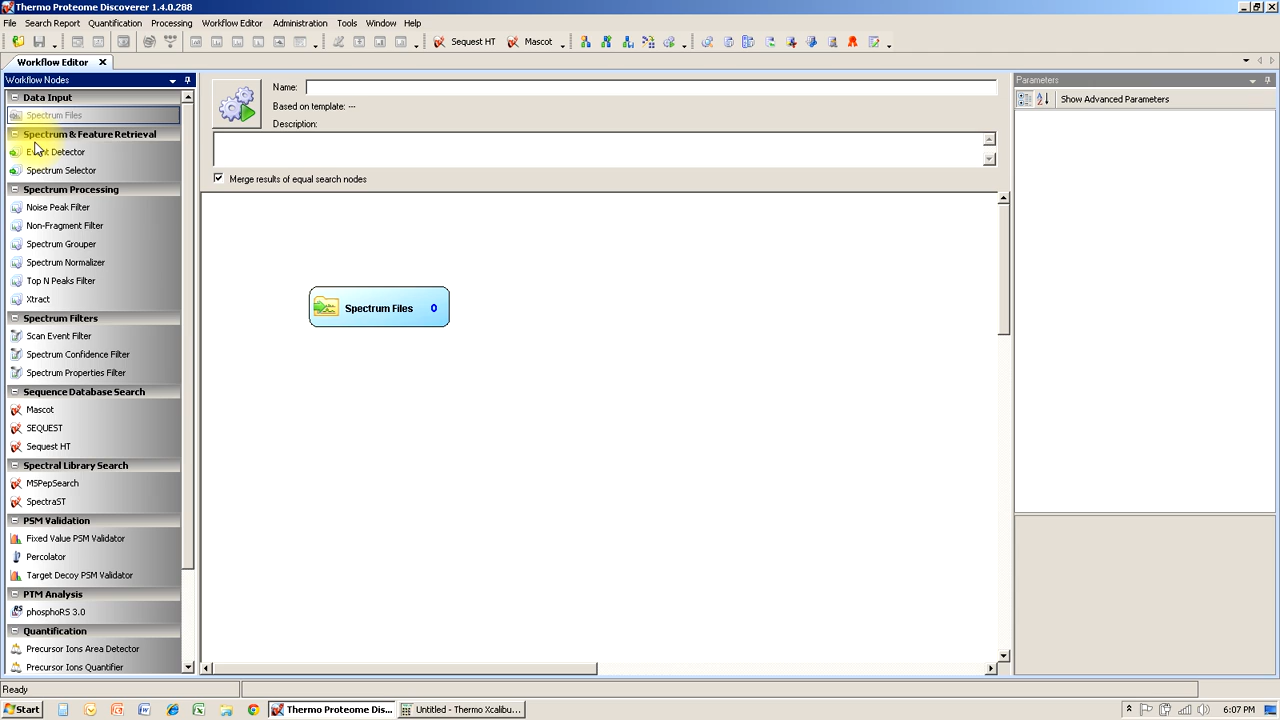 Thermo Proteome Discoverer 1.4.0.288
File Search Report Quantification Processing Workflow Editor Administration Tools Window Help
Sequest HT Mascot
Workflow Editor
Workflow Nodes
Data Input
Spectrum Files
Spectrum & Feature Retrieval
Event Detector
Spectrum Selector
Spectrum Processing
Noise Peak Filter
Non-Fragment Filter
Spectrum Grouper
Spectrum Normalizer
Top N Peaks Filter
Xtract
Spectrum Filters
Scan Event Filter
Spectrum Confidence Filter
Spectrum Properties Filter
Sequence Database Search
Mascot
SEQUEST
Sequest HT
Spectral Library Search
MSPepSearch
SpectraST
PSM Validation
Fixed Value PSM Validator
Percolator
Target Decoy PSM Validator
PTM Analysis
phosphoRS 3.0
Quantification
Precursor Ions Area Detector
Precursor Ions Quantifier
Name:
Based on template: ---
Description:
Merge results of equal search nodes
Spectrum Files 0
Parameters
Show Advanced Parameters
Ready
Start
Thermo Proteome Dis...
Untitled - Thermo Xcalibu...
6:07 PM